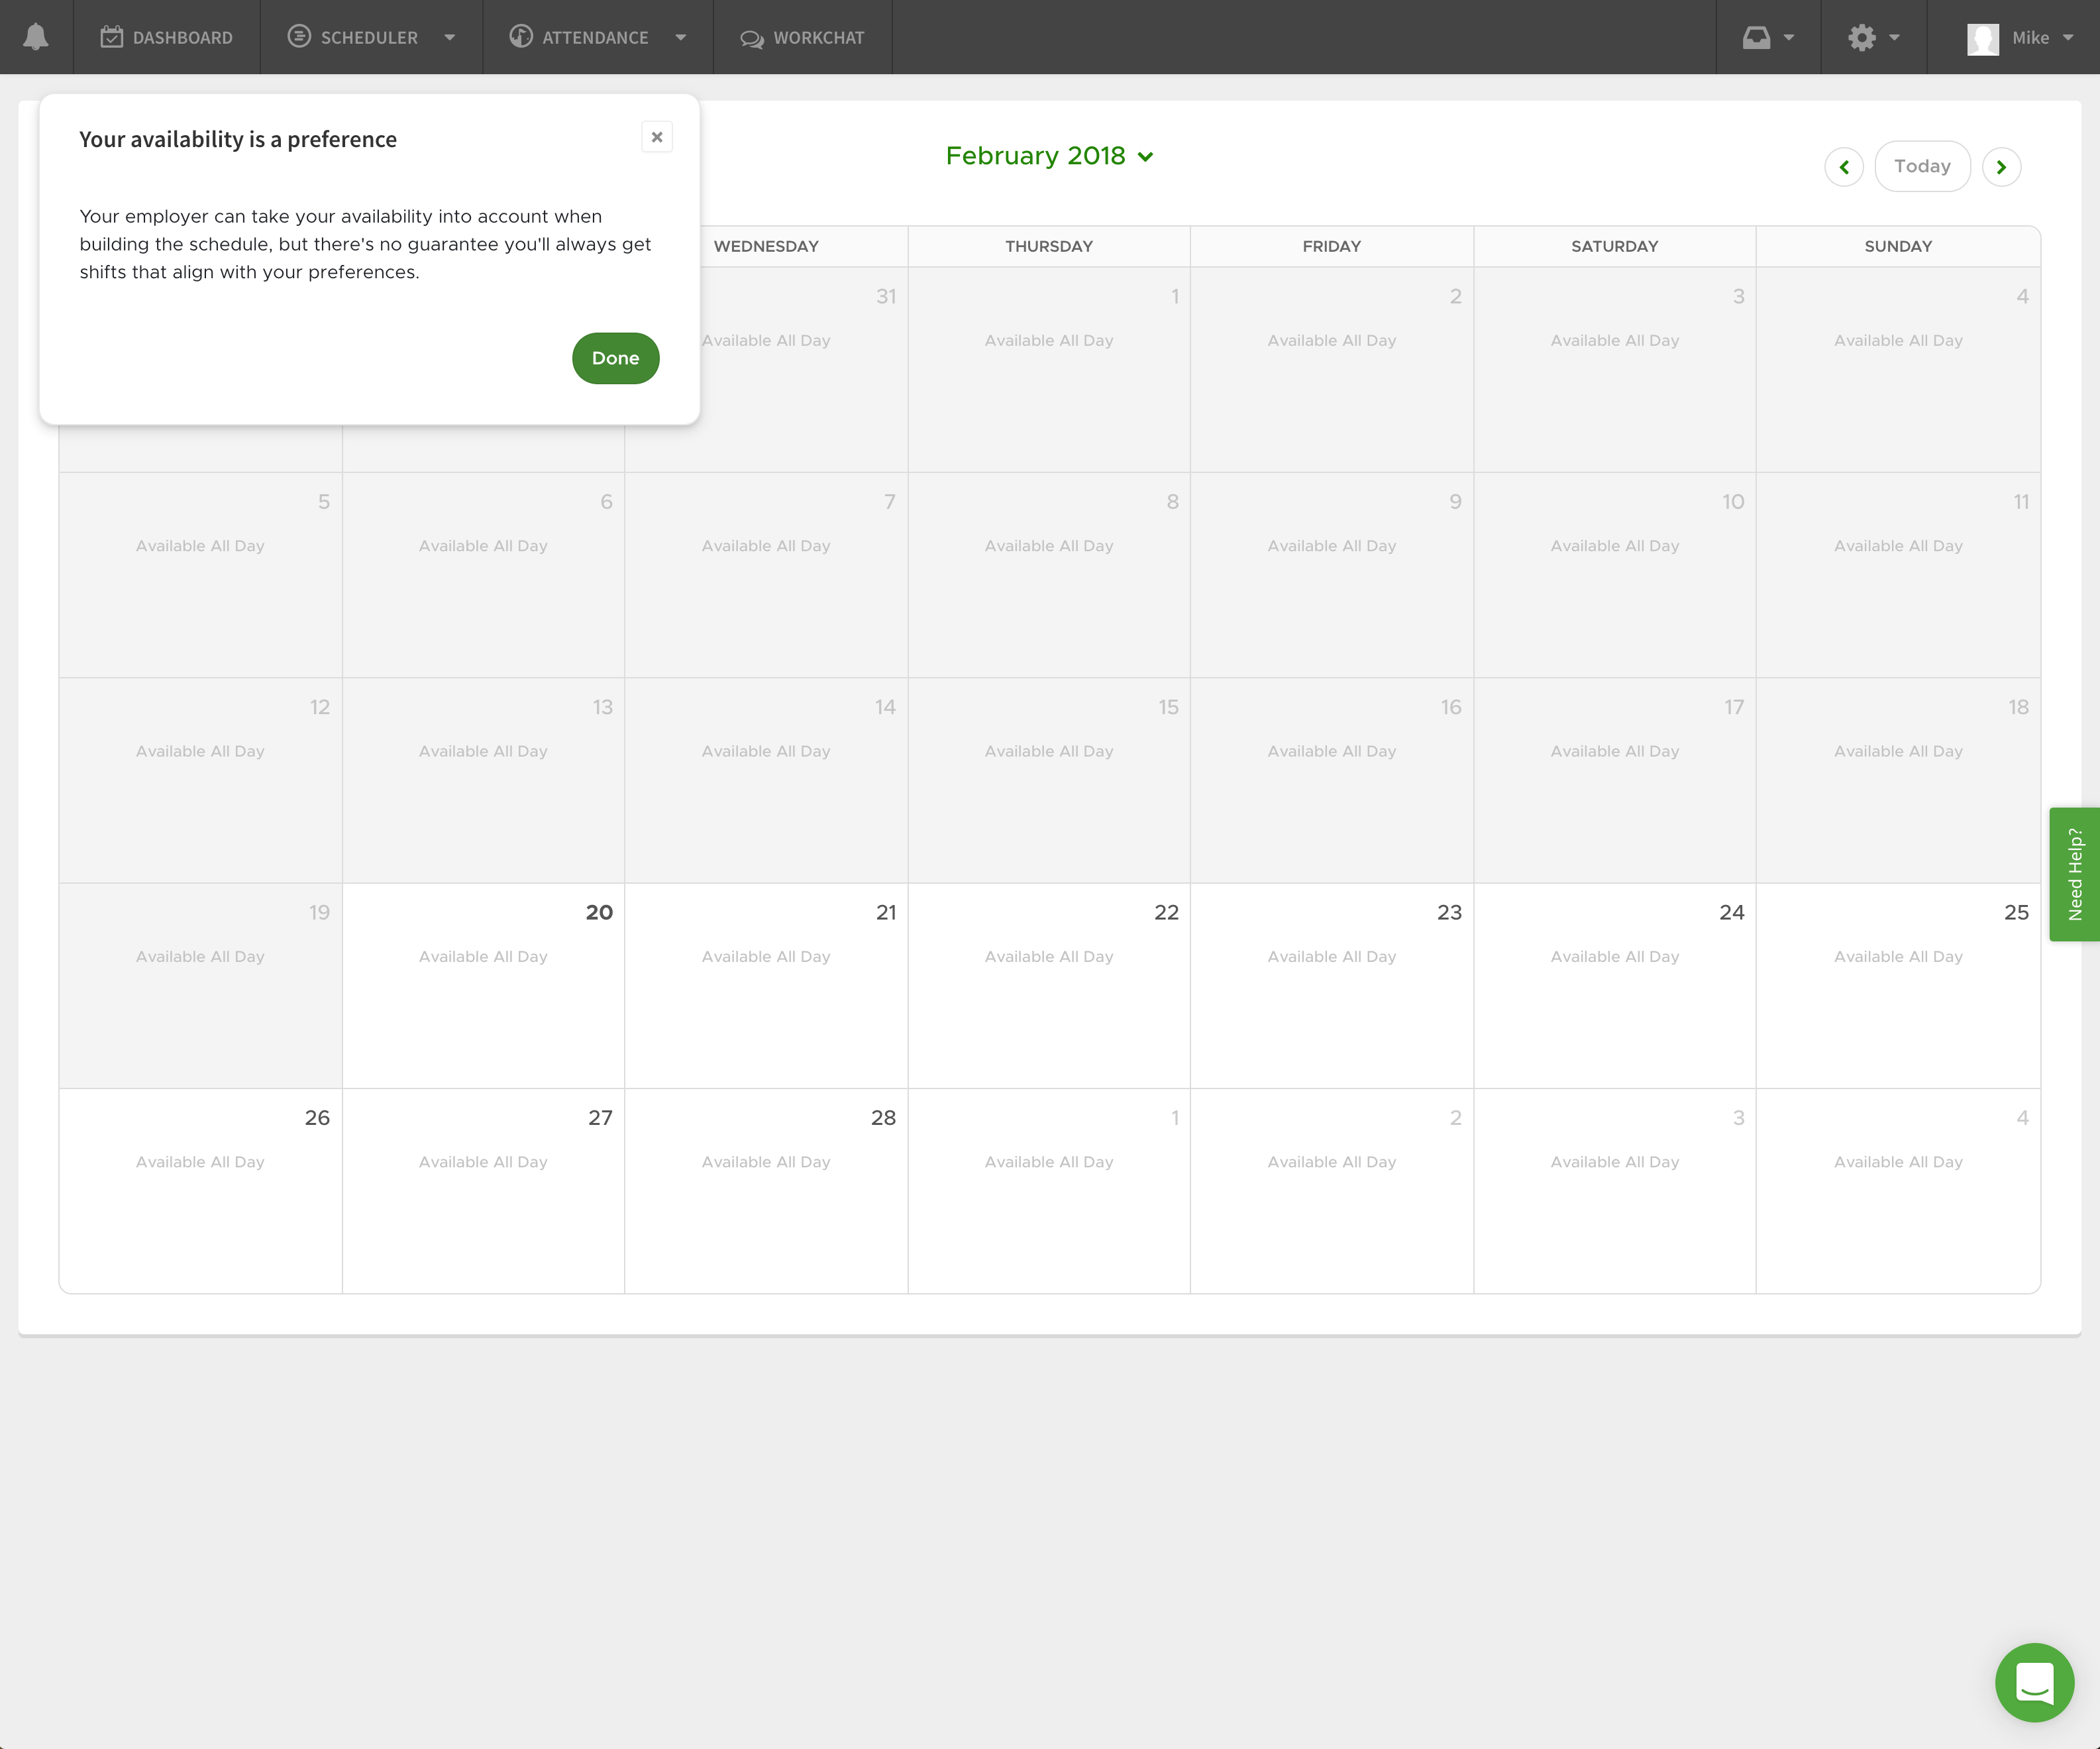 DASHBOARD
SCHEDULER
ATTENDANCE
WORKCHAT
Mike
Your availability is a preference
Your employer can take your availability into account when
building the schedule, but there's no guarantee you'll always get
shifts that align with your preferences.
Done
February 2018
Today
WEDNESDAY THURSDAY FRIDAY SATURDAY SUNDAY
31 1 2 3 4
Available All Day Available All Day Available All Day Available All Day Available All Day
5 6 7 8 9 10 11
Available All Day Available All Day Available All Day Available All Day Available All Day Available All Day Available All Day
12 13 14 15 16 17 18
Available All Day Available All Day Available All Day Available All Day Available All Day Available All Day Available All Day
19 20 21 22 23 24 25
Available All Day Available All Day Available All Day Available All Day Available All Day Available All Day Available All Day
26 27 28 1 2 3 4
Available All Day Available All Day Available All Day Available All Day Available All Day Available All Day Available All Day
Need Help?